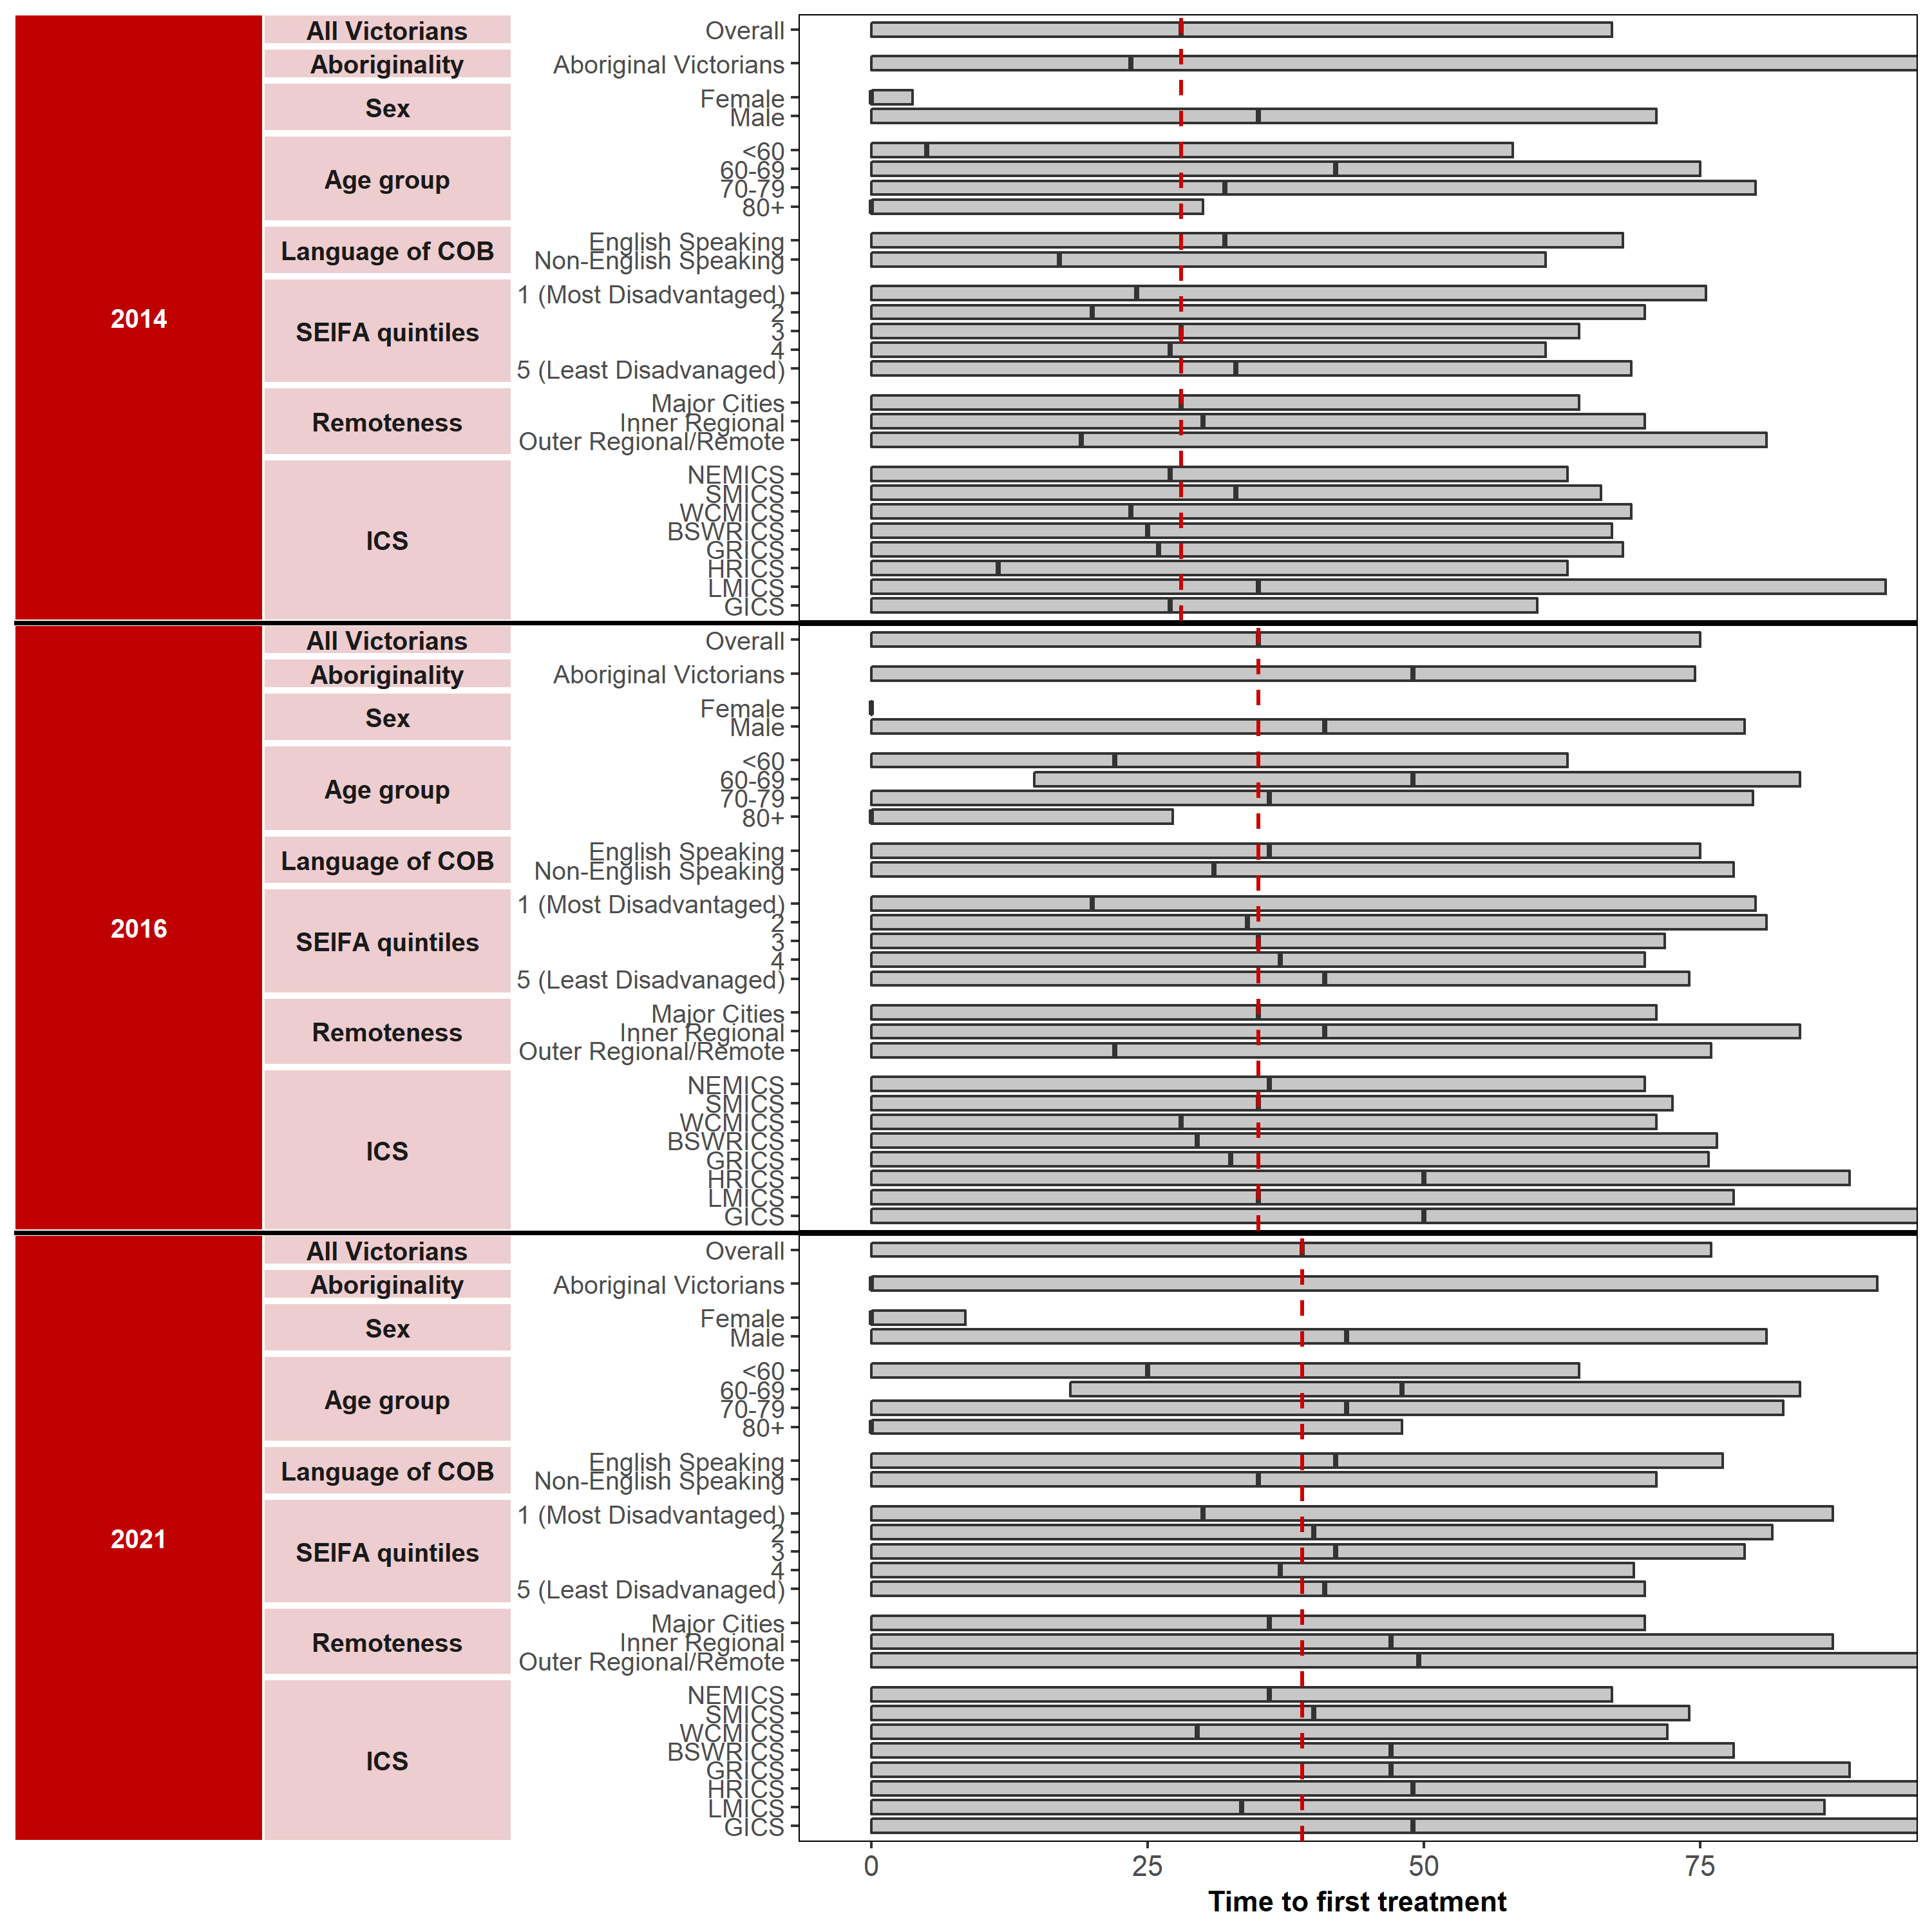 2014
All Victorians
Overall
Aboriginality
Aboriginal Victorians
Sex
Female
Male
Age group
<60
60-69
70-79
80+
Language of COB
English Speaking
Non-English Speaking
SEIFA quintiles
1 (Most Disadvantaged)
2
3
4
5 (Least Disadvanaged)
Remoteness
Major Cities
Inner Regional
Outer Regional/Remote
ICS
NEMICS
SMICS
WCMICS
BSWRICS
GRICS
HRICS
LMICS
GICS
2016
All Victorians
Overall
Aboriginality
Aboriginal Victorians
Sex
Female
Male
Age group
<60
60-69
70-79
80+
Language of COB
English Speaking
Non-English Speaking
SEIFA quintiles
1 (Most Disadvantaged)
2
3
4
5 (Least Disadvanaged)
Remoteness
Major Cities
Inner Regional
Outer Regional/Remote
ICS
NEMICS
SMICS
WCMICS
BSWRICS
GRICS
HRICS
LMICS
GICS
2021
All Victorians
Overall
Aboriginality
Aboriginal Victorians
Sex
Female
Male
Age group
<60
60-69
70-79
80+
Language of COB
English Speaking
Non-English Speaking
SEIFA quintiles
1 (Most Disadvantaged)
2
3
4
5 (Least Disadvanaged)
Remoteness
Major Cities
Inner Regional
Outer Regional/Remote
ICS
NEMICS
SMICS
WCMICS
BSWRICS
GRICS
HRICS
LMICS
GICS
0 25 50 75
Time to first treatment